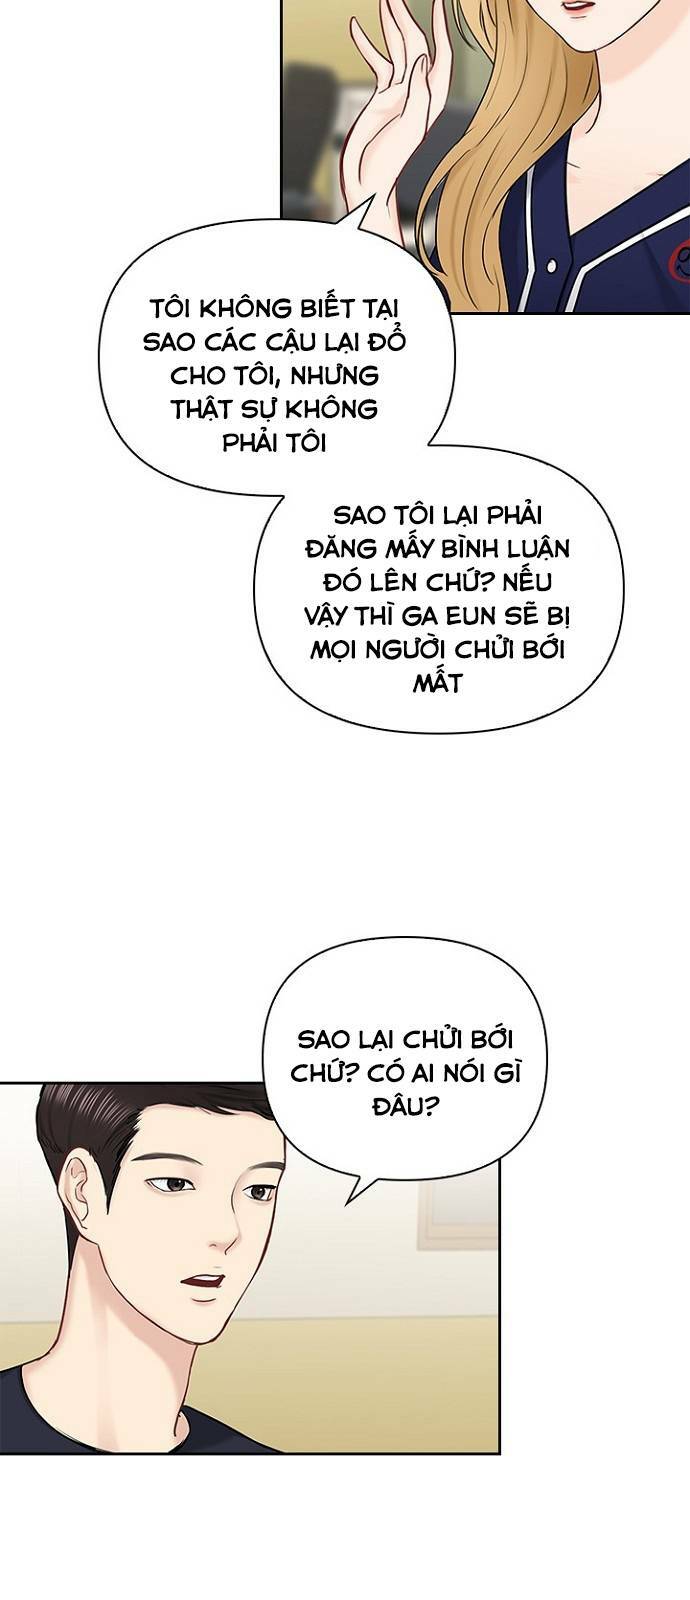 TÔI KHÔNG BIẾT TẠI
SAO CÁC CẬU LẠI ĐỔ
CHO TÔI, NHƯNG
THẬT SỰ KHÔNG
PHẢI TÔI
SAO TÔI LẠI PHẢI
ĐĂNG MẤY BÌNH LUẬN
ĐÓ LÊN CHỨ? NẾU
VẬY THÌ GA EUN SẼ BỊ
MỌI NGƯỜI CHỬI BỚI
MẤT
SAO LẠI CHỬI BỚI
CHỨ? CÓ AI NÓI GÌ
ĐÂU?